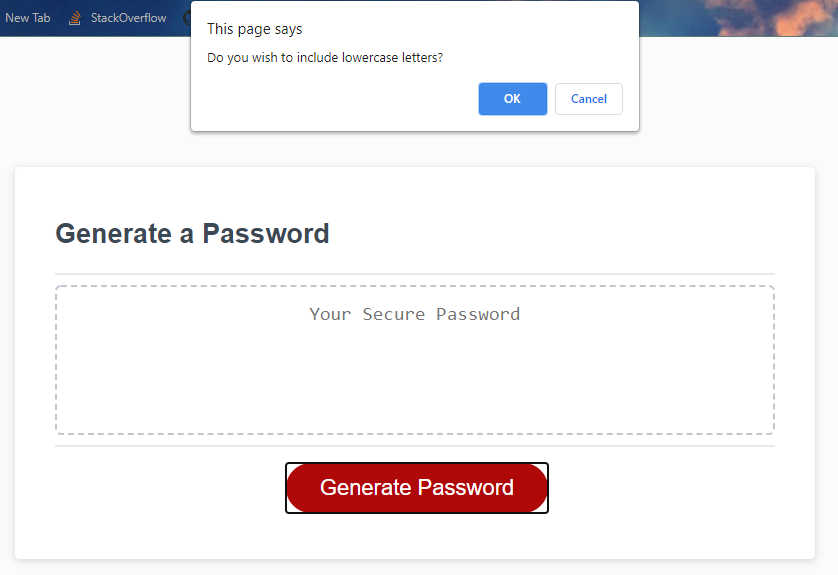 New Tab StackOverflow
This page says
Do you wish to include lowercase letters?
OK Cancel
Generate a Password
Your Secure Password
Generate Password